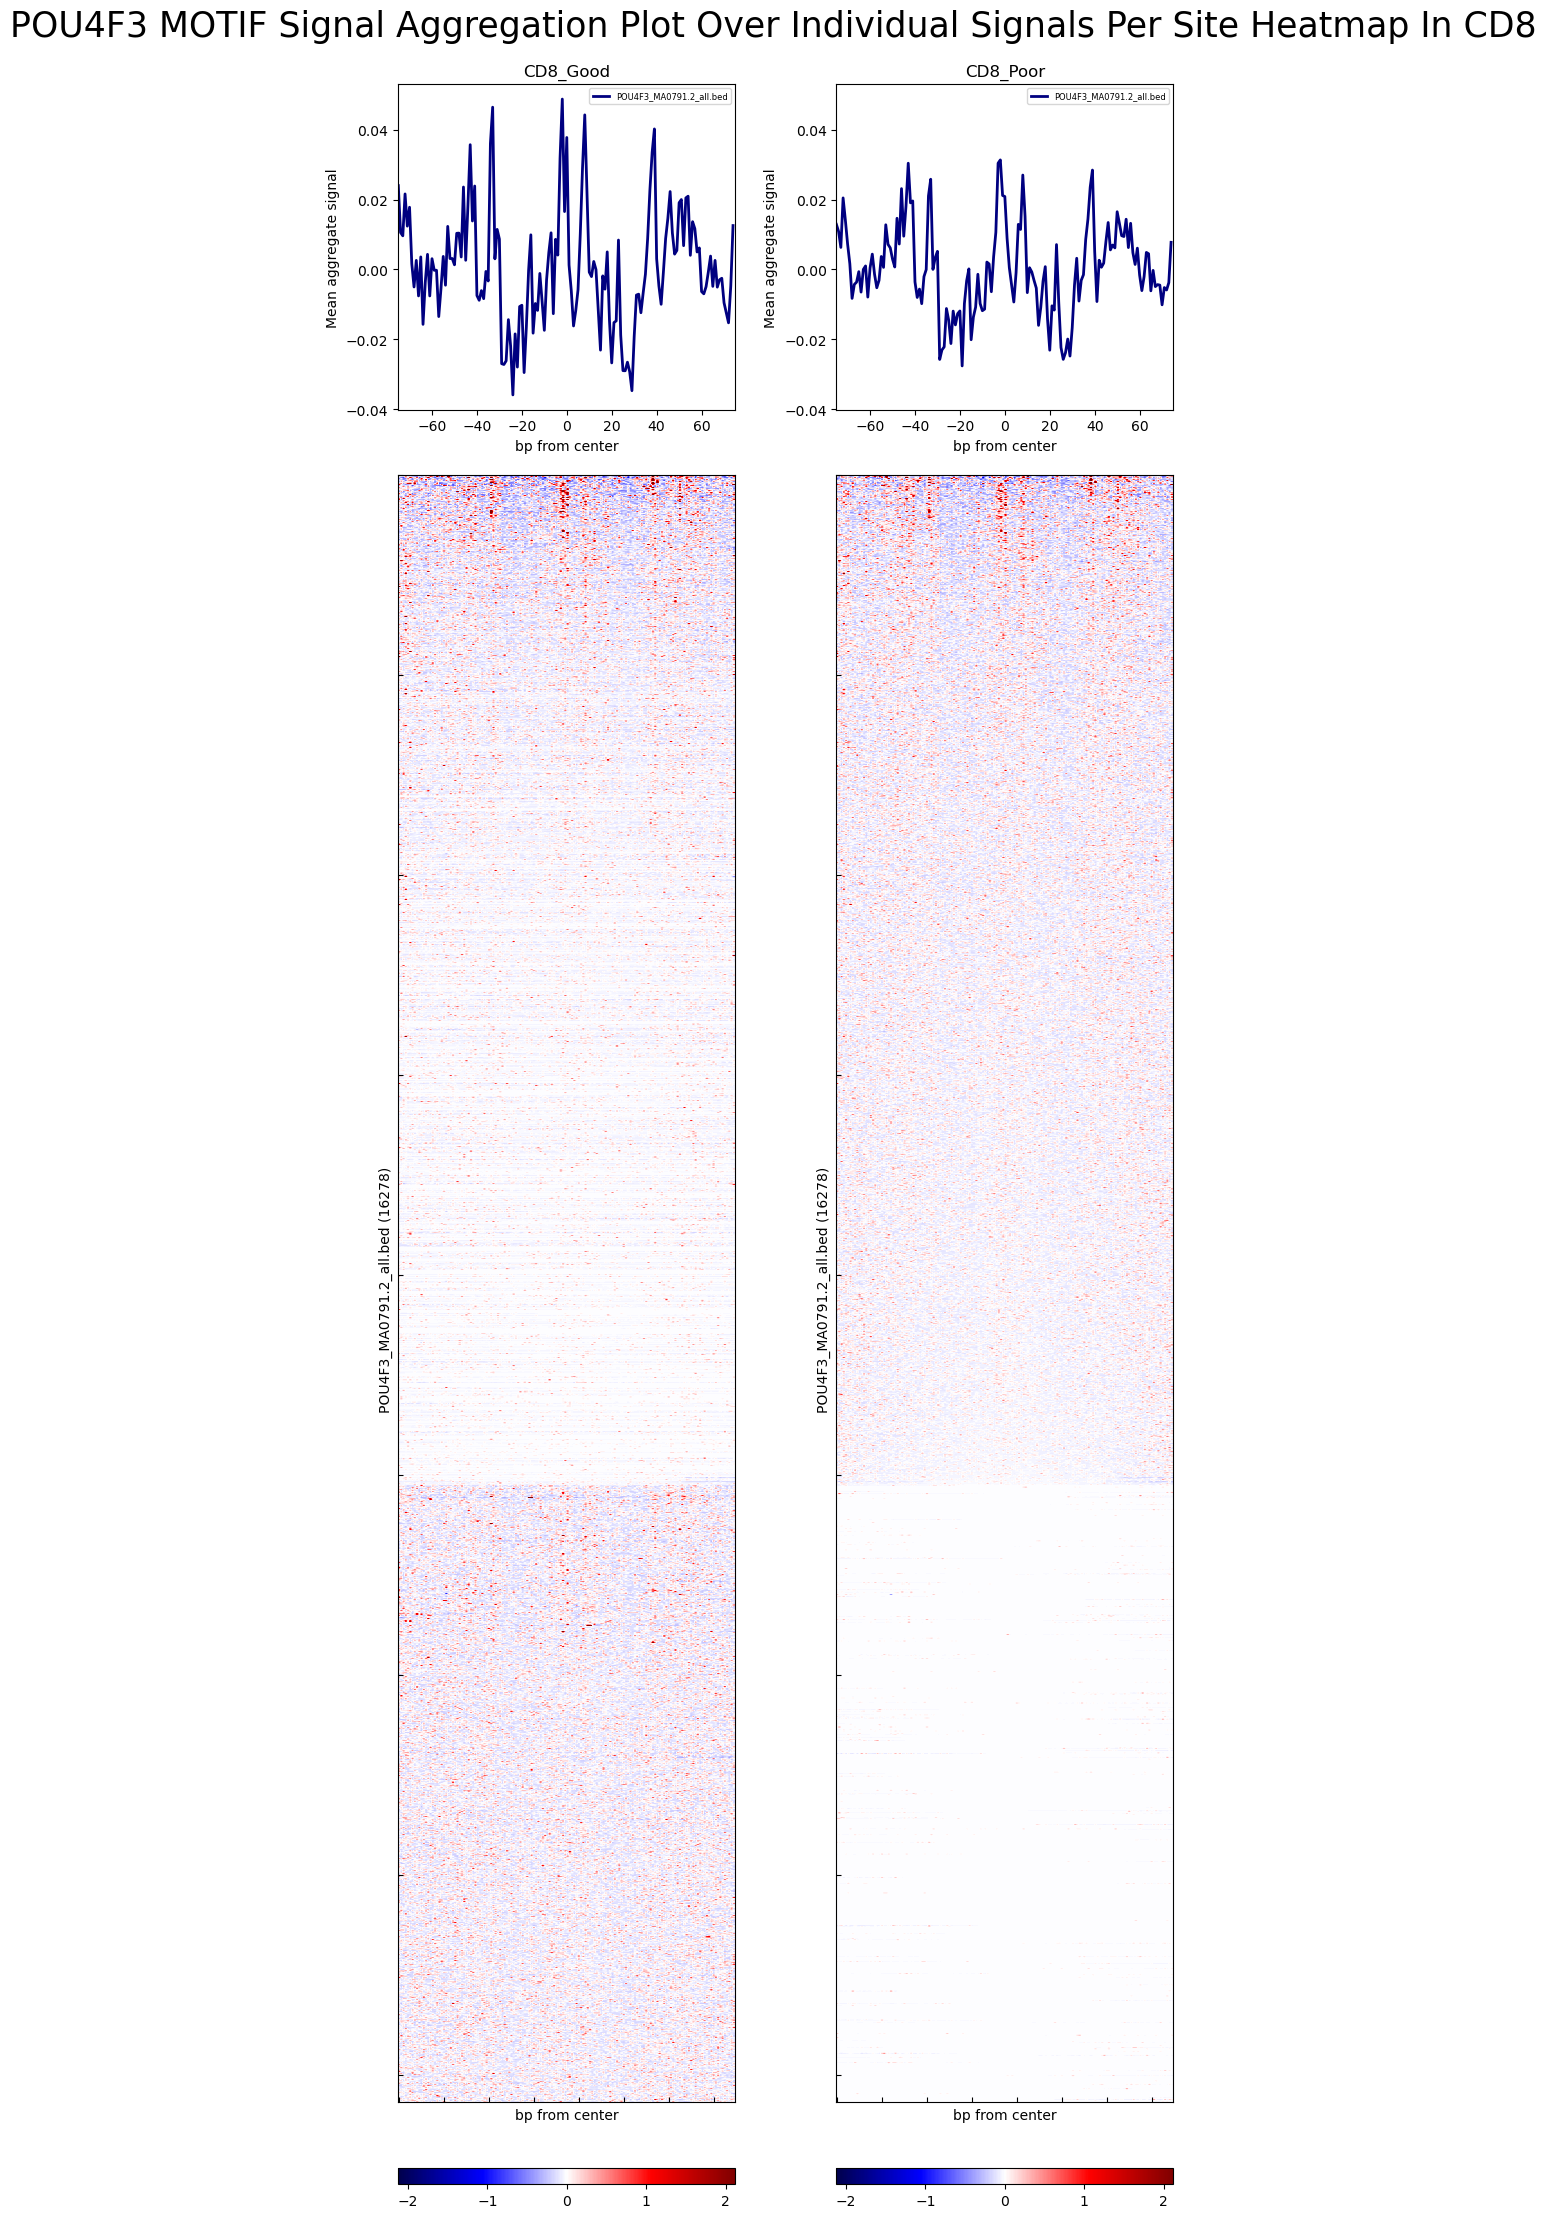 POU4F3 MOTIF Signal Aggregation Plot Over Individual Signals Per Site Heatmap In CD8
CD8_Good
CD8_Poor
POU4F3_MA0791.2_all.bed
POU4F3_MA0791.2_all.bed
Mean aggregate signal
0.04
0.02
0.00
−0.02
−0.04
−60 −40 −20 0 20 40 60
bp from center
Mean aggregate signal
0.04
0.02
0.00
−0.02
−0.04
−60 −40 −20 0 20 40 60
bp from center
POU4F3_MA0791.2_all.bed (16278)
POU4F3_MA0791.2_all.bed (16278)
bp from center
bp from center
−2 −1 0 1 2
−2 −1 0 1 2